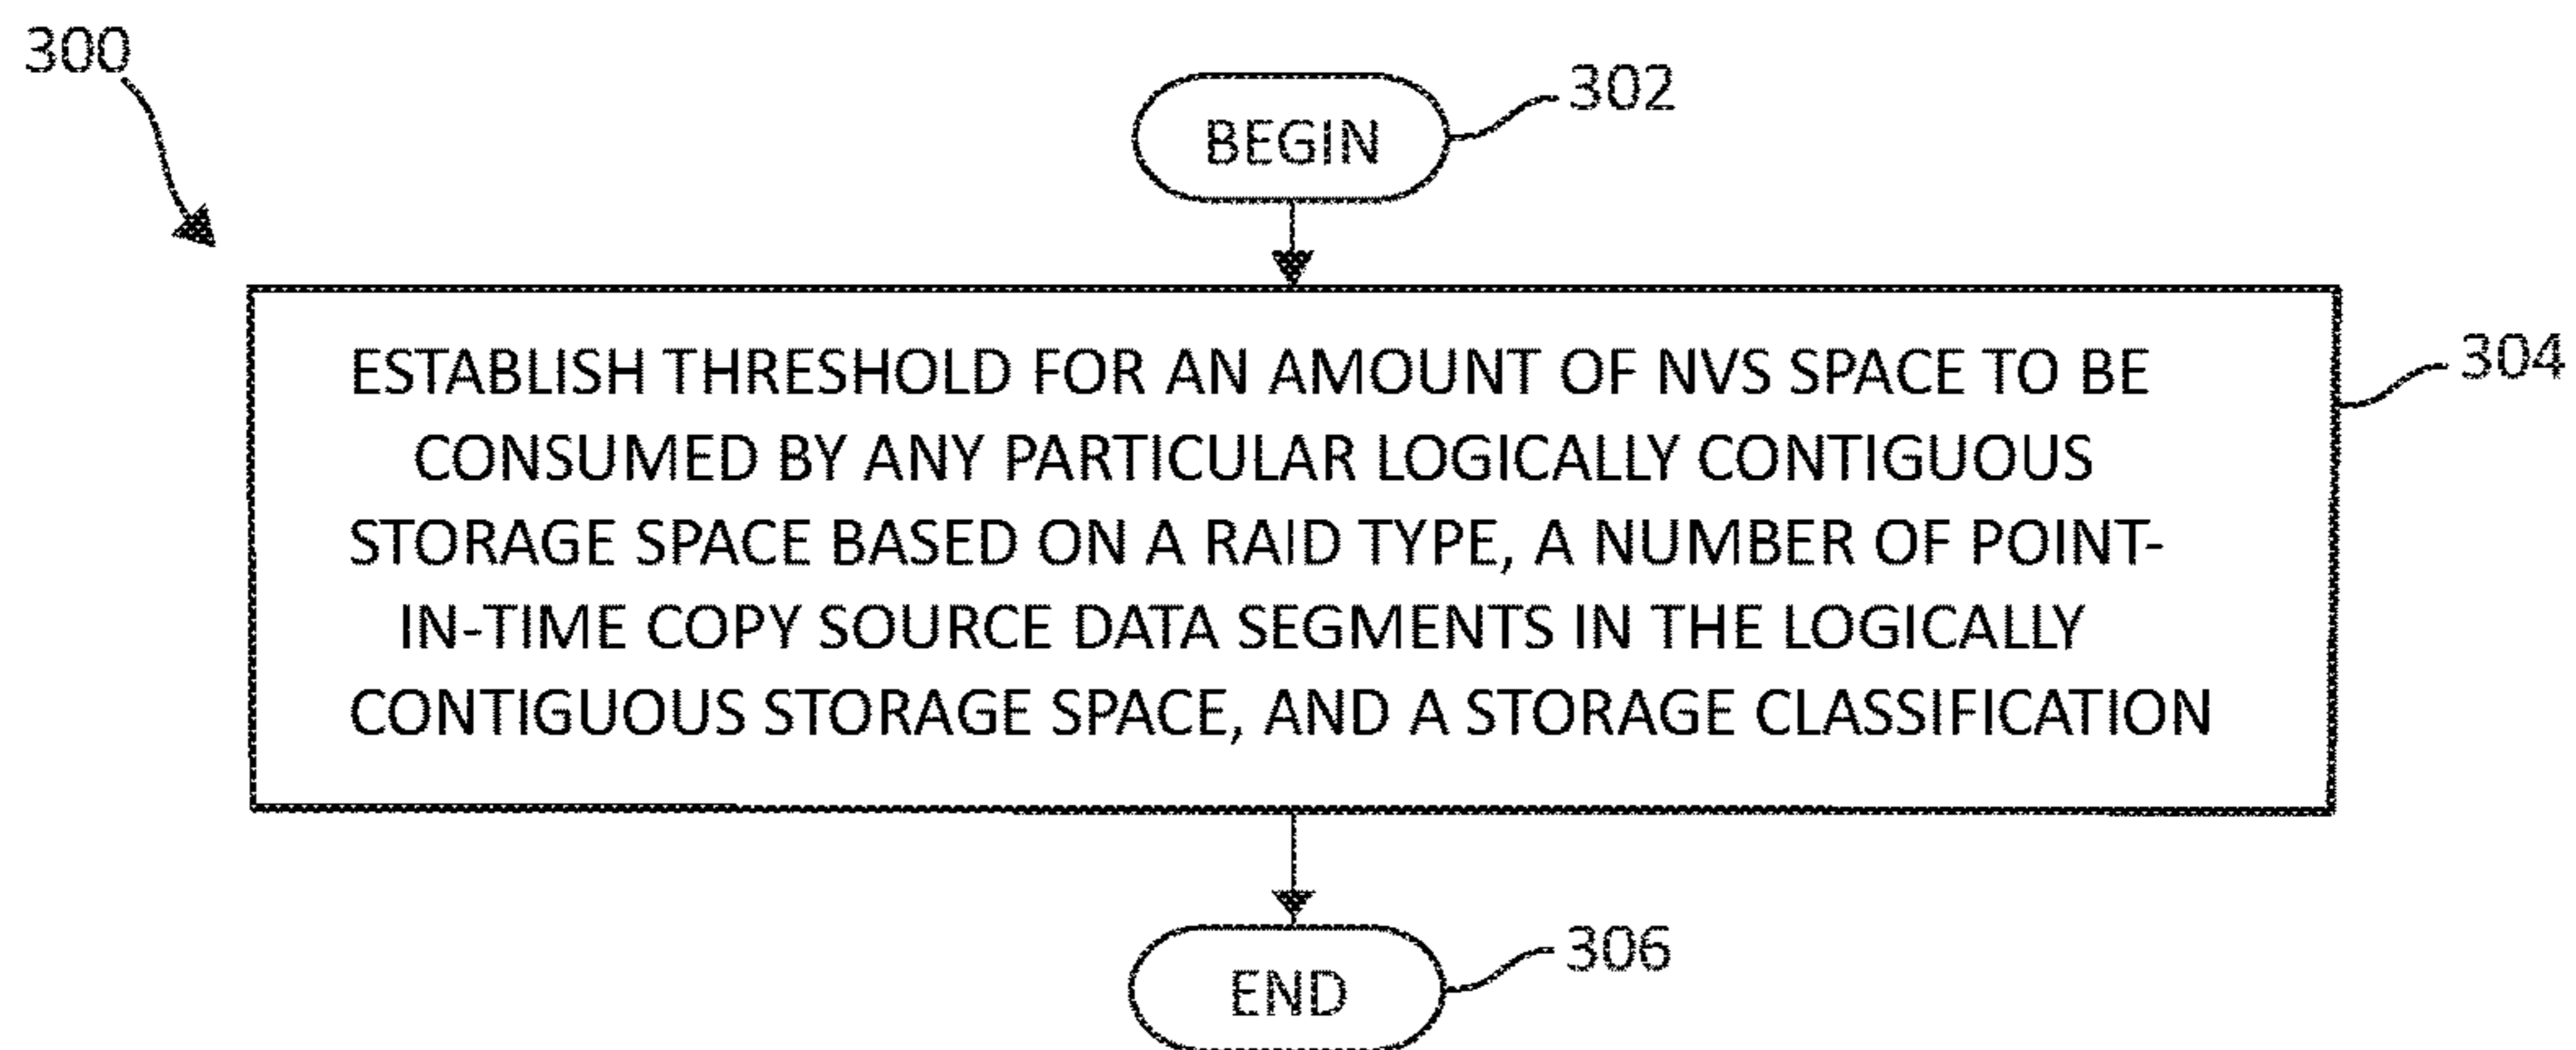 300
BEGIN
302
ESTABLISH THRESHOLD FOR AN AMOUNT OF NVS SPACE TO BE
CONSUMED BY ANY PARTICULAR LOGICALLY CONTIGUOUS
STORAGE SPACE BASED ON A RAID TYPE, A NUMBER OF POINT-
IN-TIME COPY SOURCE DATA SEGMENTS IN THE LOGICALLY
CONTIGUOUS STORAGE SPACE, AND A STORAGE CLASSIFICATION
304
END
306